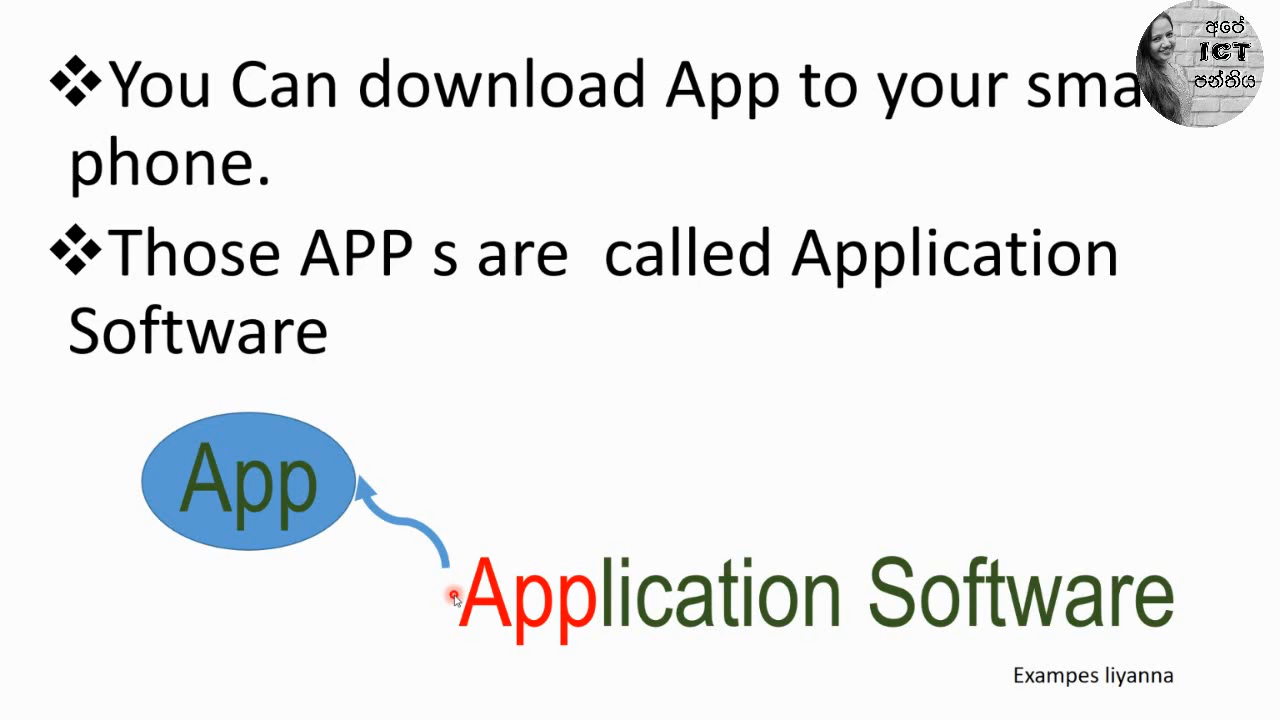 ❖You Can download App to your sma
phone.
❖Those APP s are called Application
Software
App
Application Software
Exampes liyanna
අපේ
ICT
පන්තිය